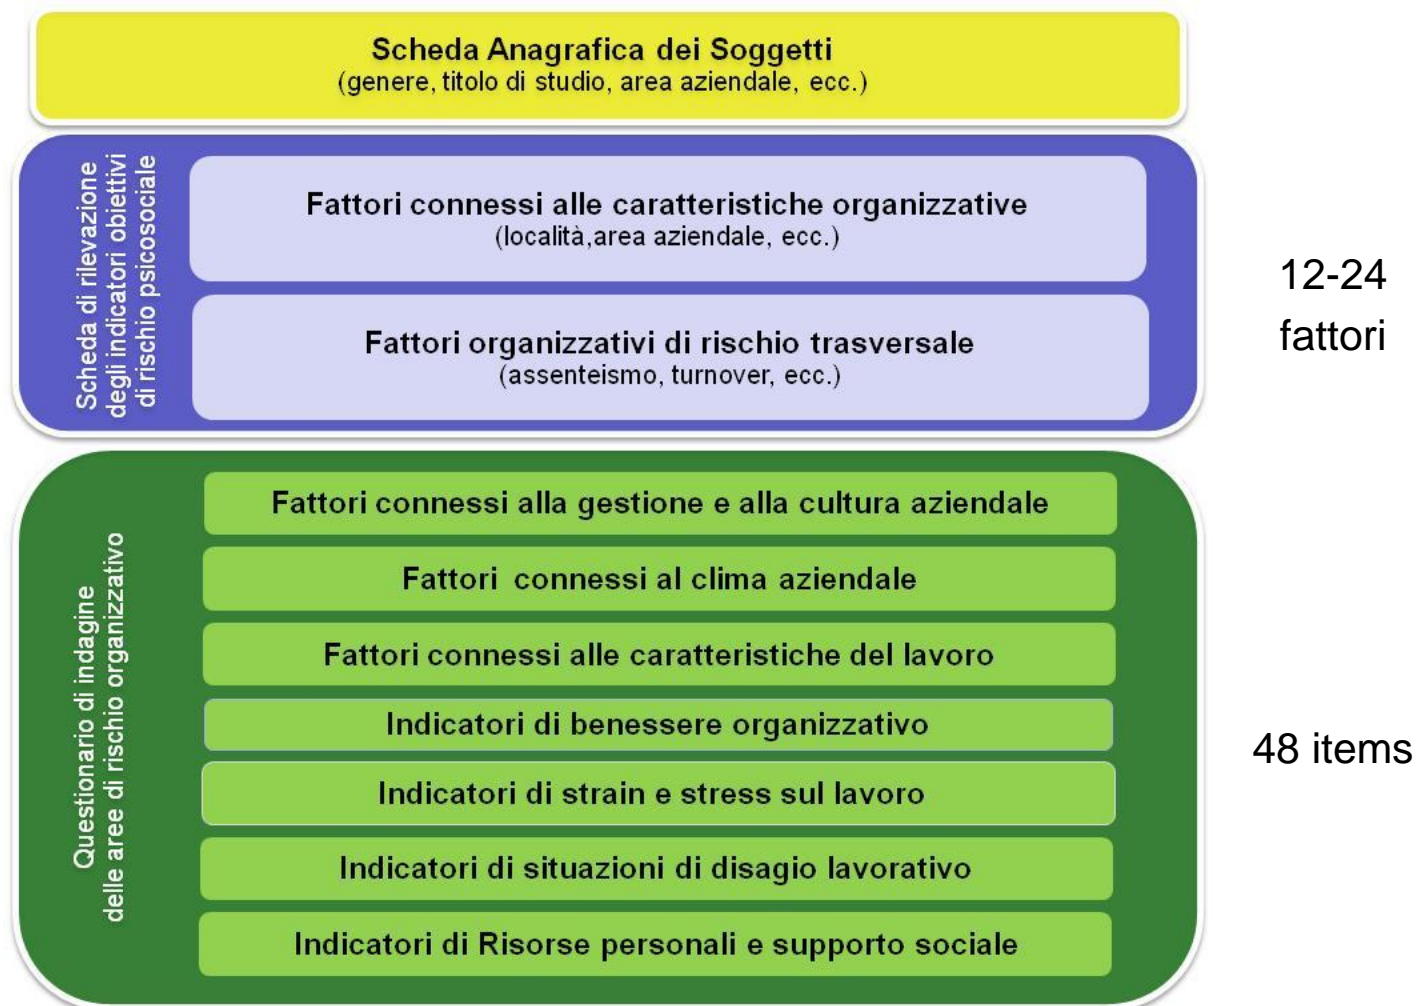 Scheda Anagrafica dei Soggetti
(genere, titolo di studio, area aziendale, ecc.)
Scheda di rilevazione
degli indicatori obiettivi
di rischio psicosociale
Fattori connessi alle caratteristiche organizzative
(località,area aziendale, ecc.)
Fattori organizzativi di rischio trasversale
(assenteismo, turnover, ecc.)
12-24
fattori
Questionario di indagine
delle aree di rischio organizzativo
Fattori connessi alla gestione e alla cultura aziendale
Fattori connessi al clima aziendale
Fattori connessi alle caratteristiche del lavoro
Indicatori di benessere organizzativo
Indicatori di strain e stress sul lavoro
Indicatori di situazioni di disagio lavorativo
Indicatori di Risorse personali e supporto sociale
48 items